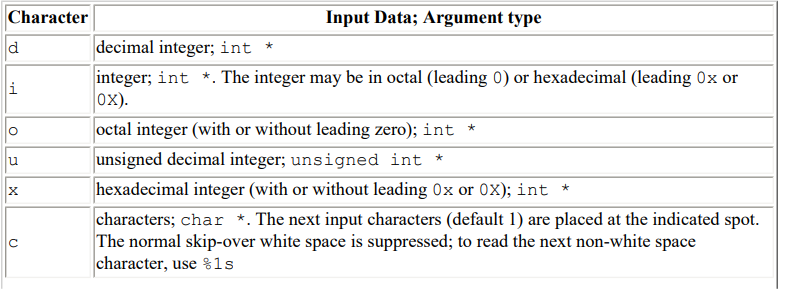 Character Input Data; Argument type
d decimal integer; int *
i integer; int *. The integer may be in octal (leading 0) or hexadecimal (leading 0x or
0X).
o octal integer (with or without leading zero); int *
u unsigned decimal integer; unsigned int *
x hexadecimal integer (with or without leading 0x or 0X); int *
characters; char *. The next input characters (default 1) are placed at the indicated spot.
c The normal skip-over white space is suppressed; to read the next non-white space
character, use %1s